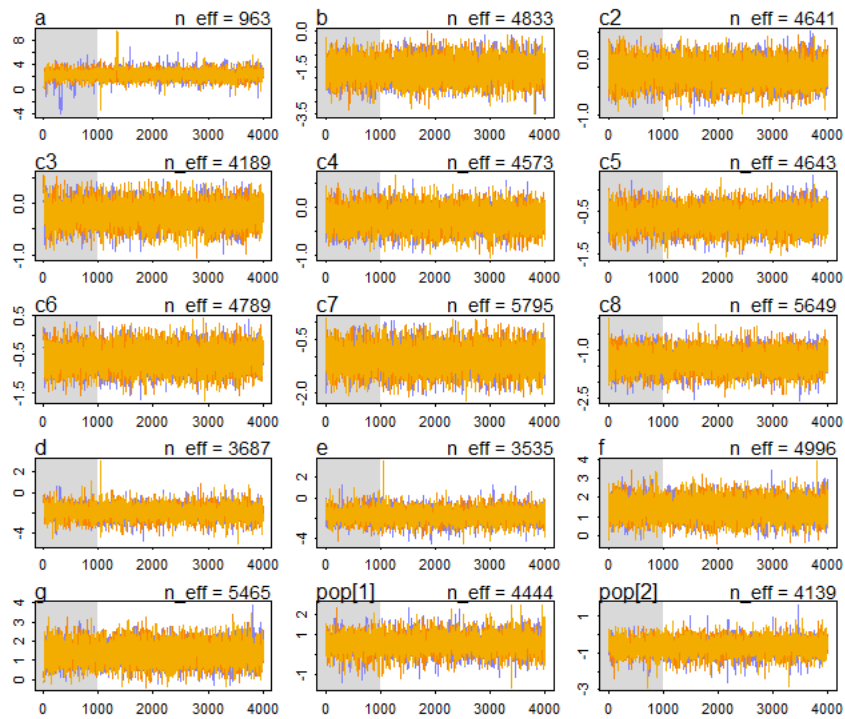 a n_eff = 963
b n_eff = 4833
c2 n_eff = 4641
8
4
0
-4
0.0
-1.5
-3.5
0.0
-1.0
0 1000 2000 3000 4000
0 1000 2000 3000 4000
0 1000 2000 3000 4000
c3 n_eff = 4189
c4 n_eff = 4573
c5 n_eff = 4643
0.0
-1.0
0.0
-1.0
-0.5
-1.5
0 1000 2000 3000 4000
0 1000 2000 3000 4000
0 1000 2000 3000 4000
c6 n_eff = 4789
c7 n_eff = 5795
c8 n_eff = 5649
0.5
-0.5
-1.5
-0.5
-2.0
-1.0
-2.5
0 1000 2000 3000 4000
0 1000 2000 3000 4000
0 1000 2000 3000 4000
d n_eff = 3687
e n_eff = 3535
f n_eff = 4996
2
0
-4
2
0
-4
4
3
2
1
0
0 1000 2000 3000 4000
0 1000 2000 3000 4000
0 1000 2000 3000 4000
g n_eff = 5465
pop[1] n_eff = 4444
pop[2] n_eff = 4139
4
3
2
1
0
2
1
-1
1
-1
-3
0 1000 2000 3000 4000
0 1000 2000 3000 4000
0 1000 2000 3000 4000